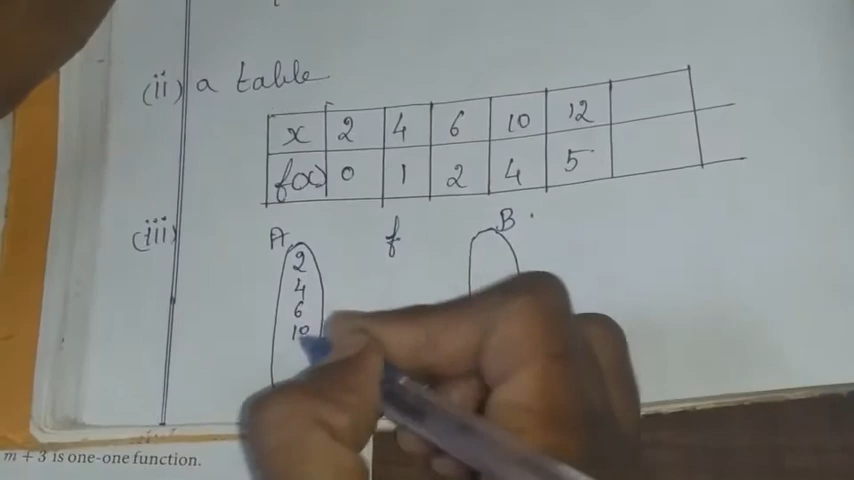 (ii) a table
x 2 4 6 10 12
f(x) 0 1 2 4 5
(iii)
A f B
2
4
6
10
m + 3 is one-one function.